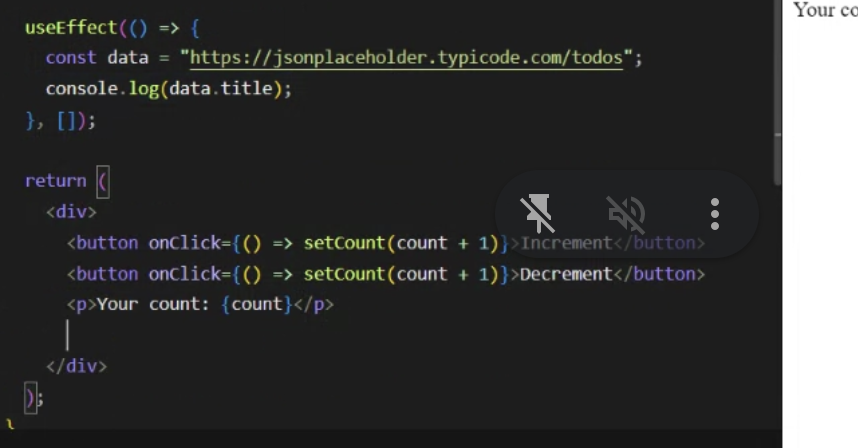 useEffect(() => {
const data = "https://jsonplaceholder.typicode.com/todos";
console.log(data.title);
}, []);
return (
<div>
<button onClick={() => setCount(count + 1)}>Increment</button>
<button onClick={() => setCount(count + 1)}>Decrement</button>
<p>Your count: {count}</p>
</div>
);
}
Your co